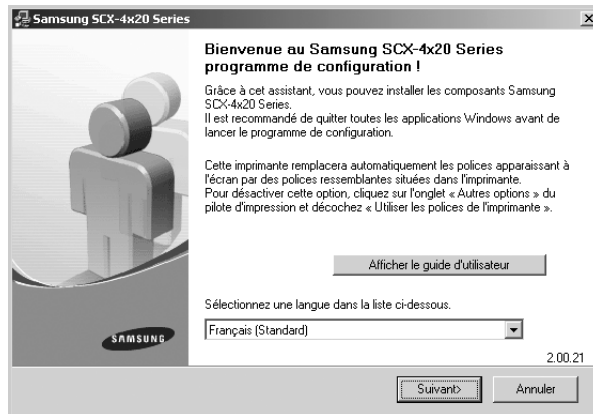 Samsung SCX-4x20 Series
Bienvenue au Samsung SCX-4x20 Series
programme de configuration !
Grâce à cet assistant, vous pouvez installer les composants Samsung
SCX-4x20 Series.
Il est recommandé de quitter toutes les applications Windows avant de
lancer le programme de configuration.
Cette imprimante remplacera automatiquement les polices apparaissant à
l'écran par des polices ressemblantes situées dans l'imprimante.
Pour désactiver cette option, cliquez sur l'onglet « Autres options » du
pilote d'impression et décochez « Utiliser les polices de l'imprimante ».
Afficher le guide d'utilisateur
Sélectionnez une langue dans la liste ci-dessous.
Français (Standard)
SAMSUNG
2.00.21
Suivant>
Annuler